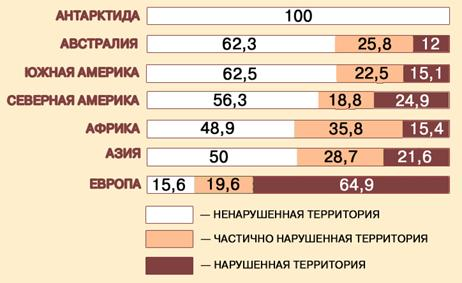 АНТАРКТИДА 100
АВСТРАЛИЯ 62,3 25,8 12
ЮЖНАЯ АМЕРИКА 62,5 22,5 15,1
СЕВЕРНАЯ АМЕРИКА 56,3 18,8 24,9
АФРИКА 48,9 35,8 15,4
АЗИЯ 50 28,7 21,6
ЕВРОПА 15,6 19,6 64,9
— НЕНАРУШЕННАЯ ТЕРРИТОРИЯ
— ЧАСТИЧНО НАРУШЕННАЯ ТЕРРИТОРИЯ
— НАРУШЕННАЯ ТЕРРИТОРИЯ